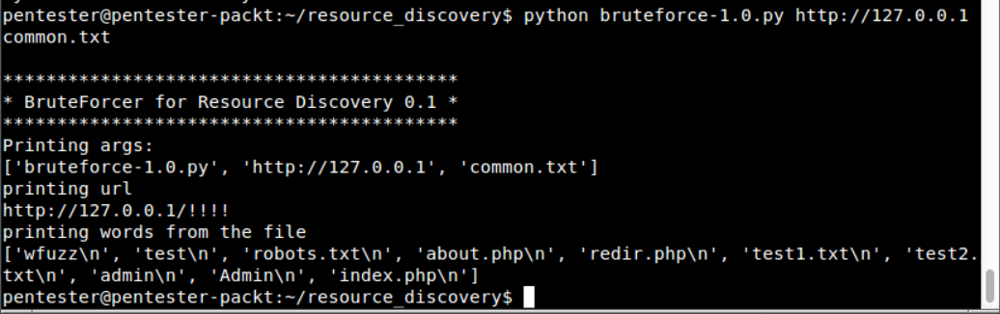 pentester@pentester-packt:~/resource_discovery$ python bruteforce-1.0.py http://127.0.0.1
common.txt
******************************************
* BruteForcer for Resource Discovery 0.1 *
******************************************
Printing args:
['bruteforce-1.0.py', 'http://127.0.0.1', 'common.txt']
printing url
http://127.0.0.1/!!!!
printing words from the file
['wfuzz\n', 'test\n', 'robots.txt\n', 'about.php\n', 'redir.php\n', 'test1.txt\n', 'test2.
txt\n', 'admin\n', 'Admin\n', 'index.php\n']
pentester@pentester-packt:~/resource_discovery$